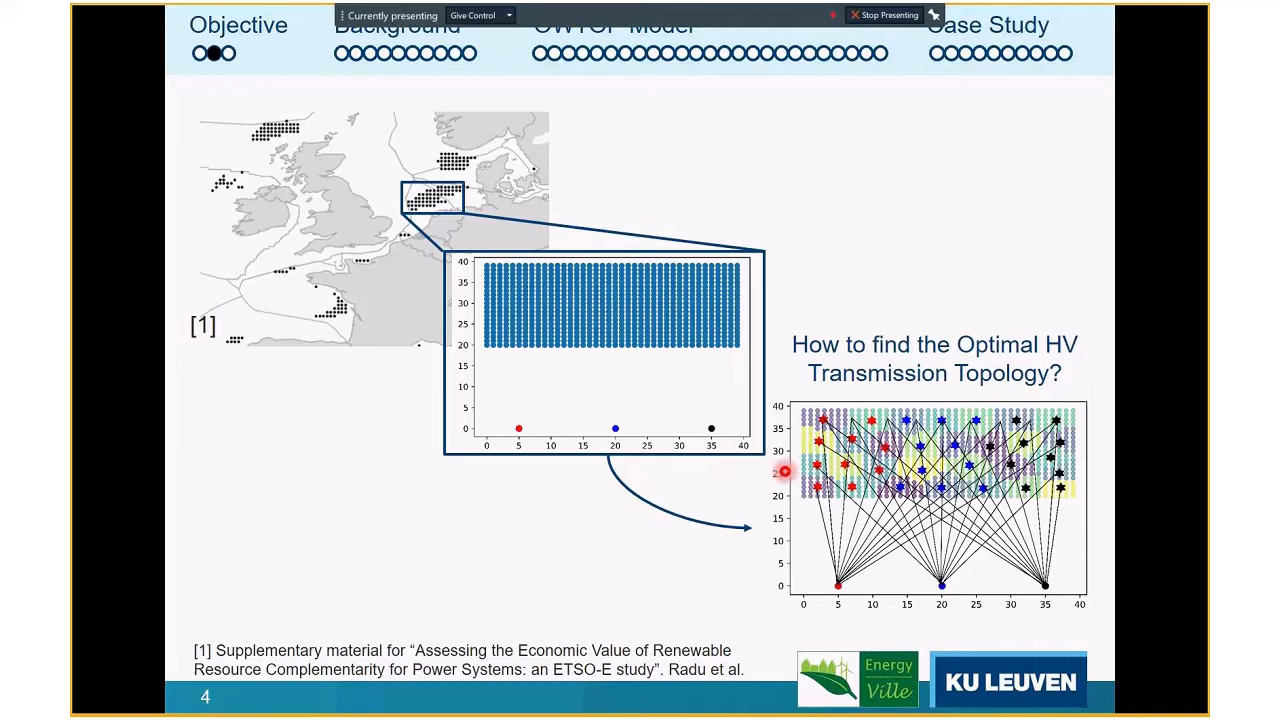 Currently presenting
Give Control
Stop Presenting
Objective
Background
OWTOP Model
Case Study
[1]
40
35
30
25
20
15
10
5
0
0 5 10 15 20 25 30 35 40
How to find the Optimal HV
Transmission Topology?
40
35
30
20
15
10
5
0
0 5 10 15 20 25 30 35 40
[1] Supplementary material for “Assessing the Economic Value of Renewable
Resource Complementarity for Power Systems: an ETSO-E study”. Radu et al.
4
Energy
Ville
KU LEUVEN